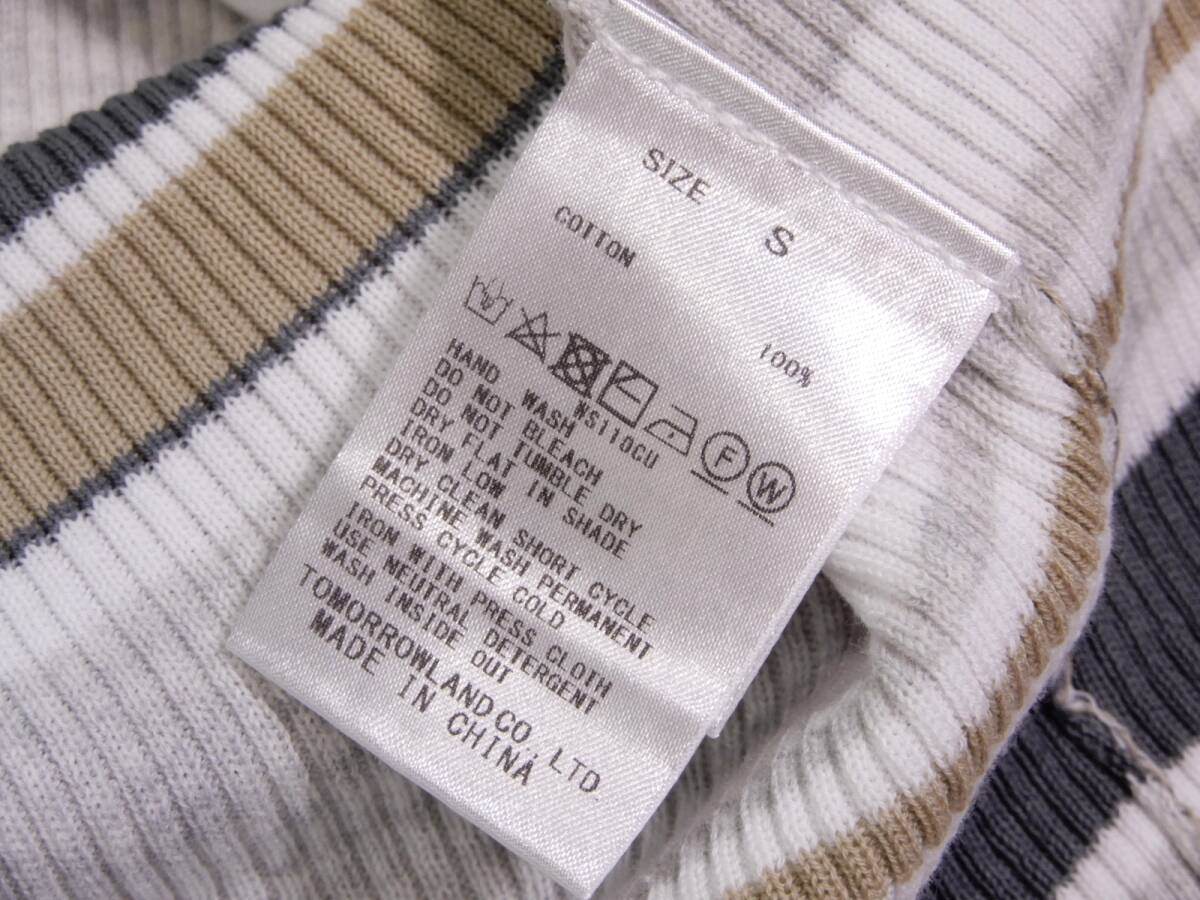 SIZE S
COTTON 100%
F W
NS110CU
HAND WASH
DO NOT BLEACH
DO NOT TUMBLE DRY
DRY FLAT IN SHADE
IRON LOW
DRY CLEAN SHORT CYCLE
MACHINE WASH PERMANENT
PRESS CYCLE COLD
IRON WITH PRESS CLOTH
USE NEUTRAL DETERGENT
WASH INSIDE OUT
TOMORROWLAND CO.,LTD.
MADE IN CHINA